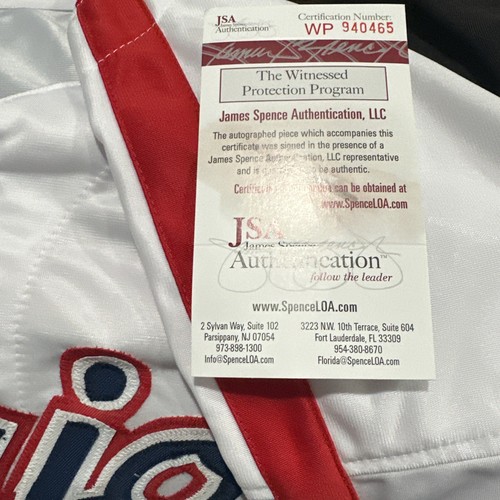 JSA
Authentication™
Certification Number:
WP 940465
The Witnessed
Protection Program
James Spence Authentication, LLC
The autographed piece which accompanies this
certificate was signed in the presence of a
James Spence Authentication, LLC representative
and is be authentic.
can be obtained at
www.SpenceLOA.com
JSA
James
Authentication™
follow the leader
www.SpenceLOA.com
2 Sylvan Way, Suite 102
Parsippany, NJ 07054
973-898-1300
Info@SpenceLOA.com
3223 N.W. 10th Terrace, Suite 604
Fort Lauderdale, FL 33309
954-380-8670
Florida@SpenceLOA.com